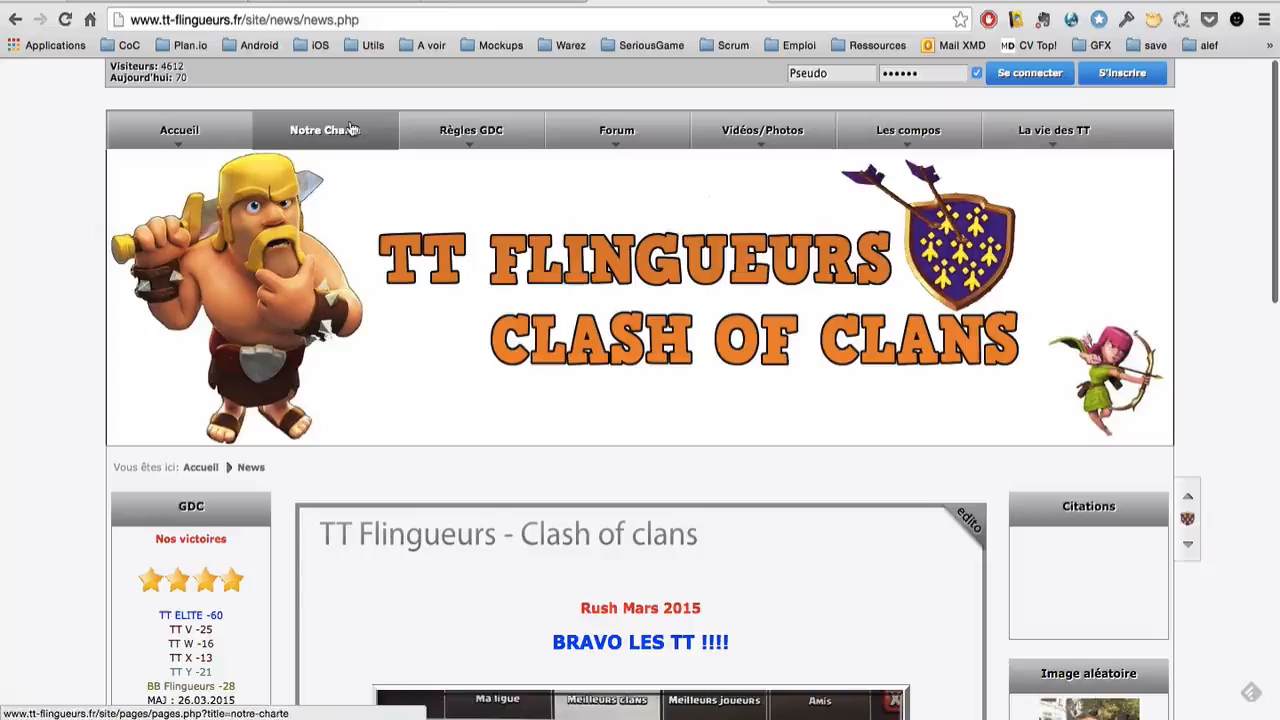 www.tt-flingueurs.fr/site/news/news.php
Applications CoC Plan.io Android iOS Utils A voir Mockups Warez SeriousGame Scrum Emploi Ressources Mail XMD CV Top! GFX save alef »
Visiteurs: 4612
Aujourd'hui: 70
Pseudo •••••• Se connecter S'inscrire
Accueil Notre Règles GDC Forum Vidéos/Photos Les compos La vie des TT
TT FLINGUEURS
CLASH OF CLANS
Vous êtes ici: Accueil News
GDC
Nos victoires
TT ELITE -60
TT V -25
TT W -16
TT X -13
TT Y -21
BB Flingueurs -28
MAJ : 26.03.2015
edito
TT Flingueurs - Clash of clans
Rush Mars 2015
BRAVO LES TT !!!!
Ma ligue Meilleurs clans Meilleurs joueurs Amis
Citations
Image aléatoire
www.tt-flingueurs.fr/site/pages/pages.php?title=notre-charte